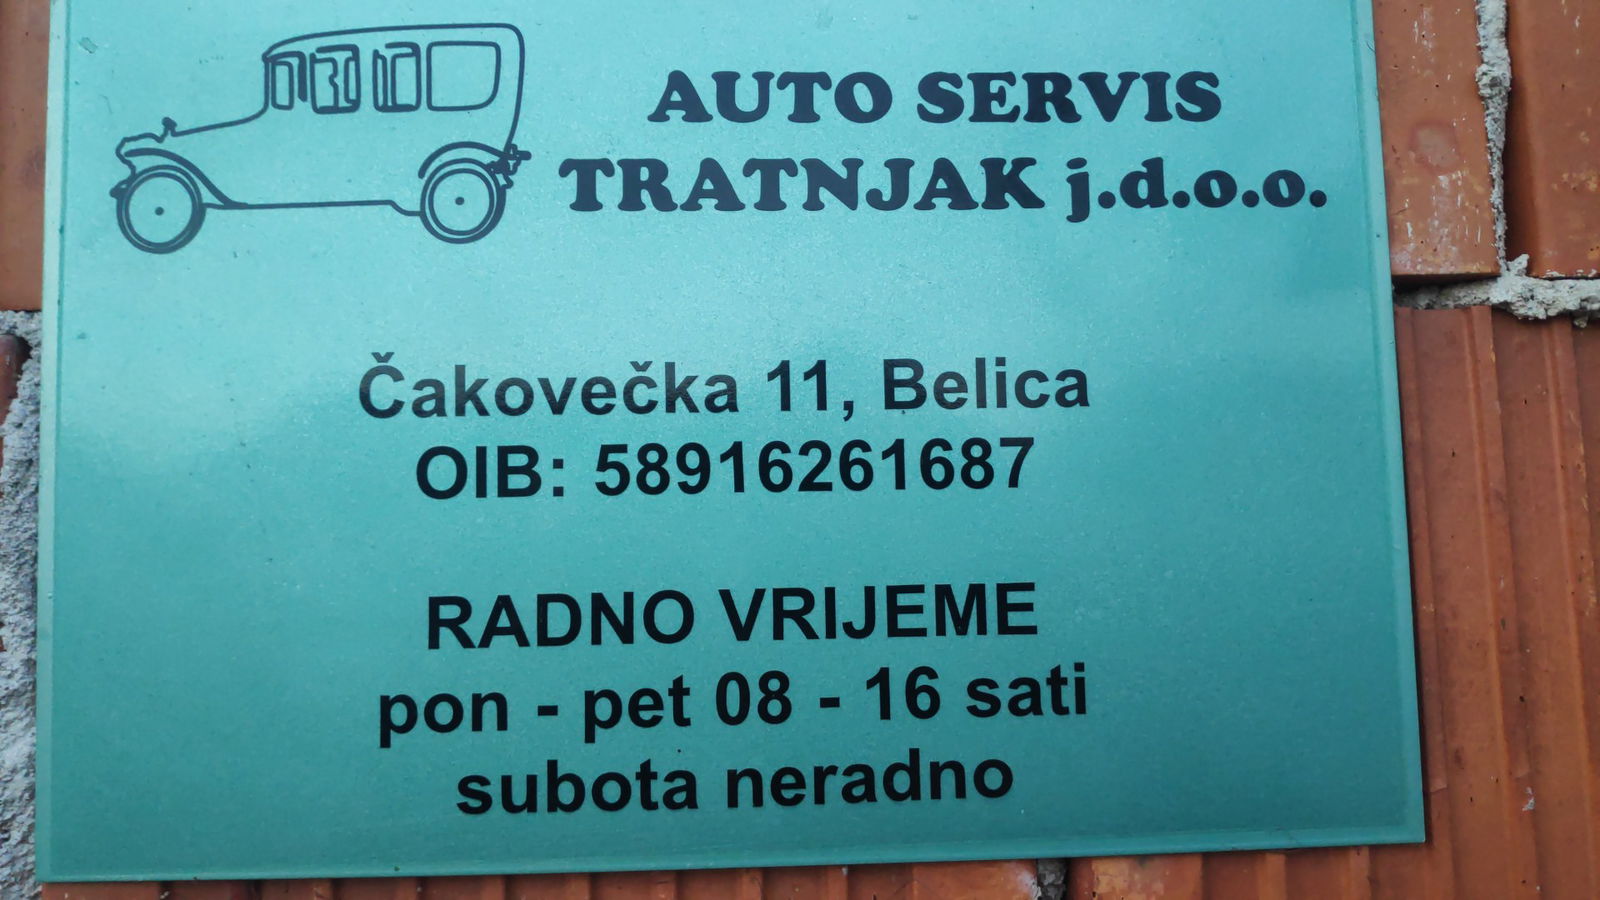 AUTO SERVIS
TRATNJAK j.d.o.o.
Čakovečka 11, Belica
OIB: 58916261687
RADNO VRIJEME
pon - pet 08 - 16 sati
subota neradno